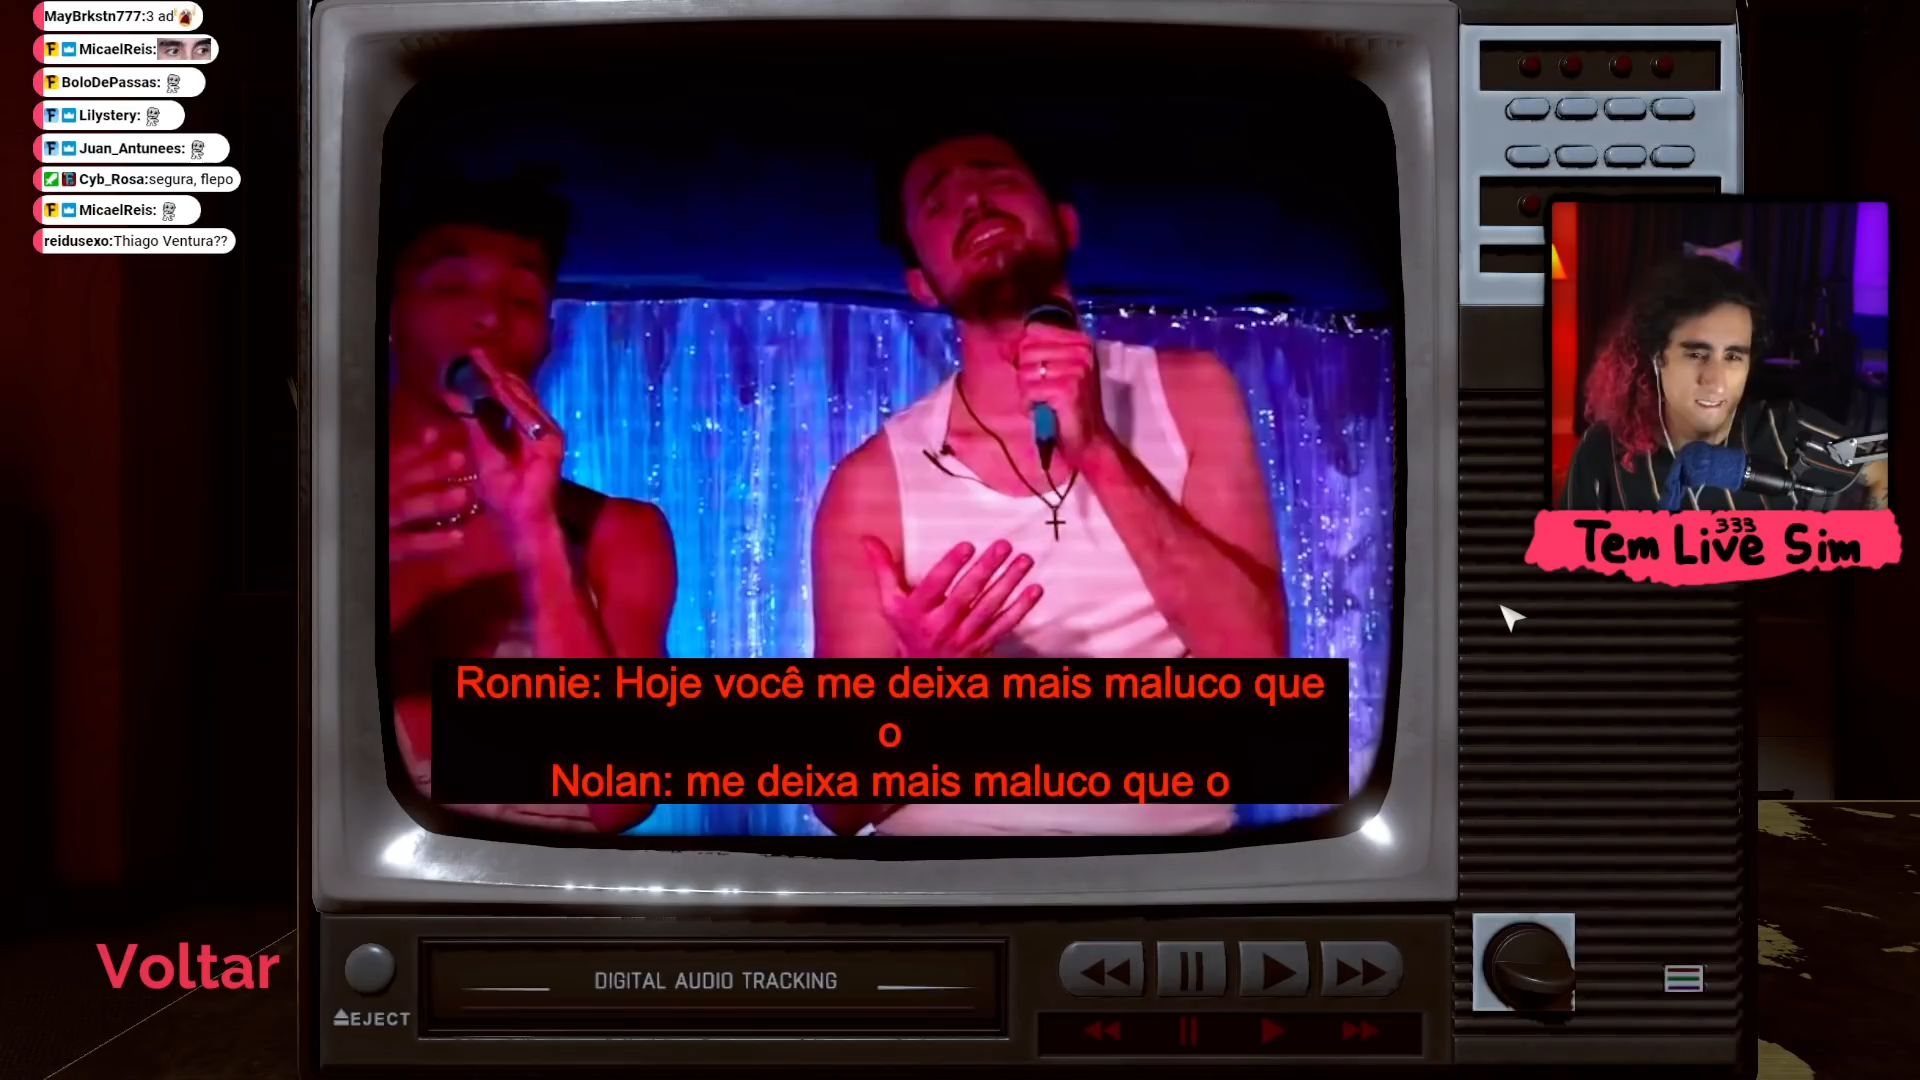 MayBrkstn777:3 ad
MicaelReis:
BoloDePassas:
Lilystery:
Juan_Antunees:
Cyb_Rosa:segura, flepo
MicaelReis:
reidusexo:Thiago Ventura??
333
Tem Live Sim
Ronnie: Hoje você me deixa mais maluco que
o
Nolan: me deixa mais maluco que o
Voltar
EJECT
DIGITAL AUDIO TRACKING